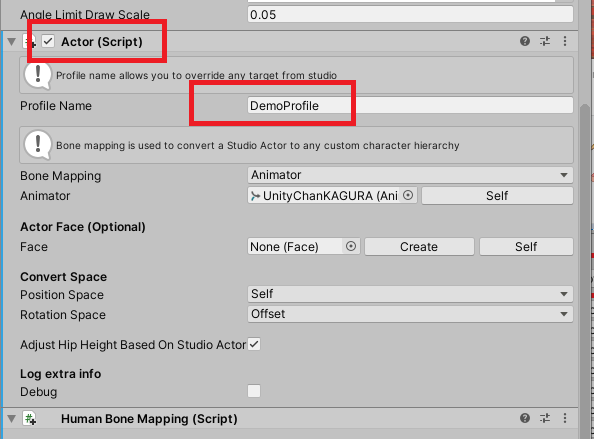 Angle Limit Draw Scale 0.05
Actor (Script)
Profile name allows you to override any target from studio
Profile Name DemoProfile
Bone mapping is used to convert a Studio Actor to any custom character hierarchy
Bone Mapping Animator
Animator UnityChanKAGURA (Ani Self
Actor Face (Optional)
Face None (Face) Create Self
Convert Space
Position Space Self
Rotation Space Offset
Adjust Hip Height Based On Studio Actor
Log extra info
Debug
Human Bone Mapping (Script)